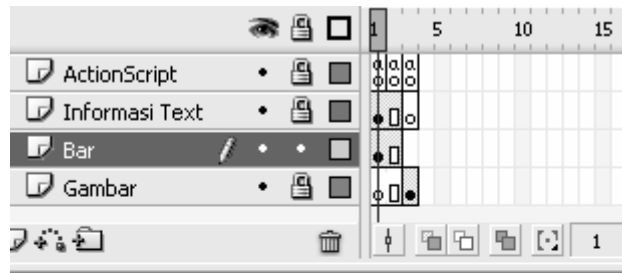 1 5 10 15
ActionScript
Informasi Text
Bar
Gambar
1